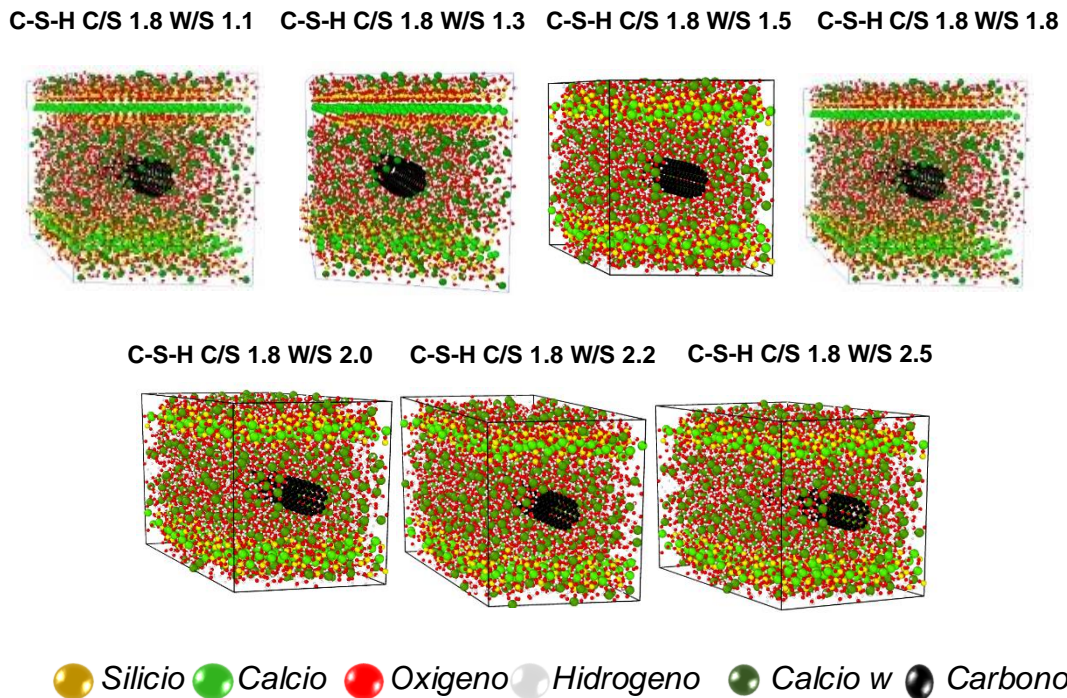 C-S-H C/S 1.8 W/S 1.1 C-S-H C/S 1.8 W/S 1.3 C-S-H C/S 1.8 W/S 1.5 C-S-H C/S 1.8 W/S 1.8
C-S-H C/S 1.8 W/S 2.0 C-S-H C/S 1.8 W/S 2.2 C-S-H C/S 1.8 W/S 2.5
Silicio Calcio Oxigeno Hidrogeno Calcio w Carbono